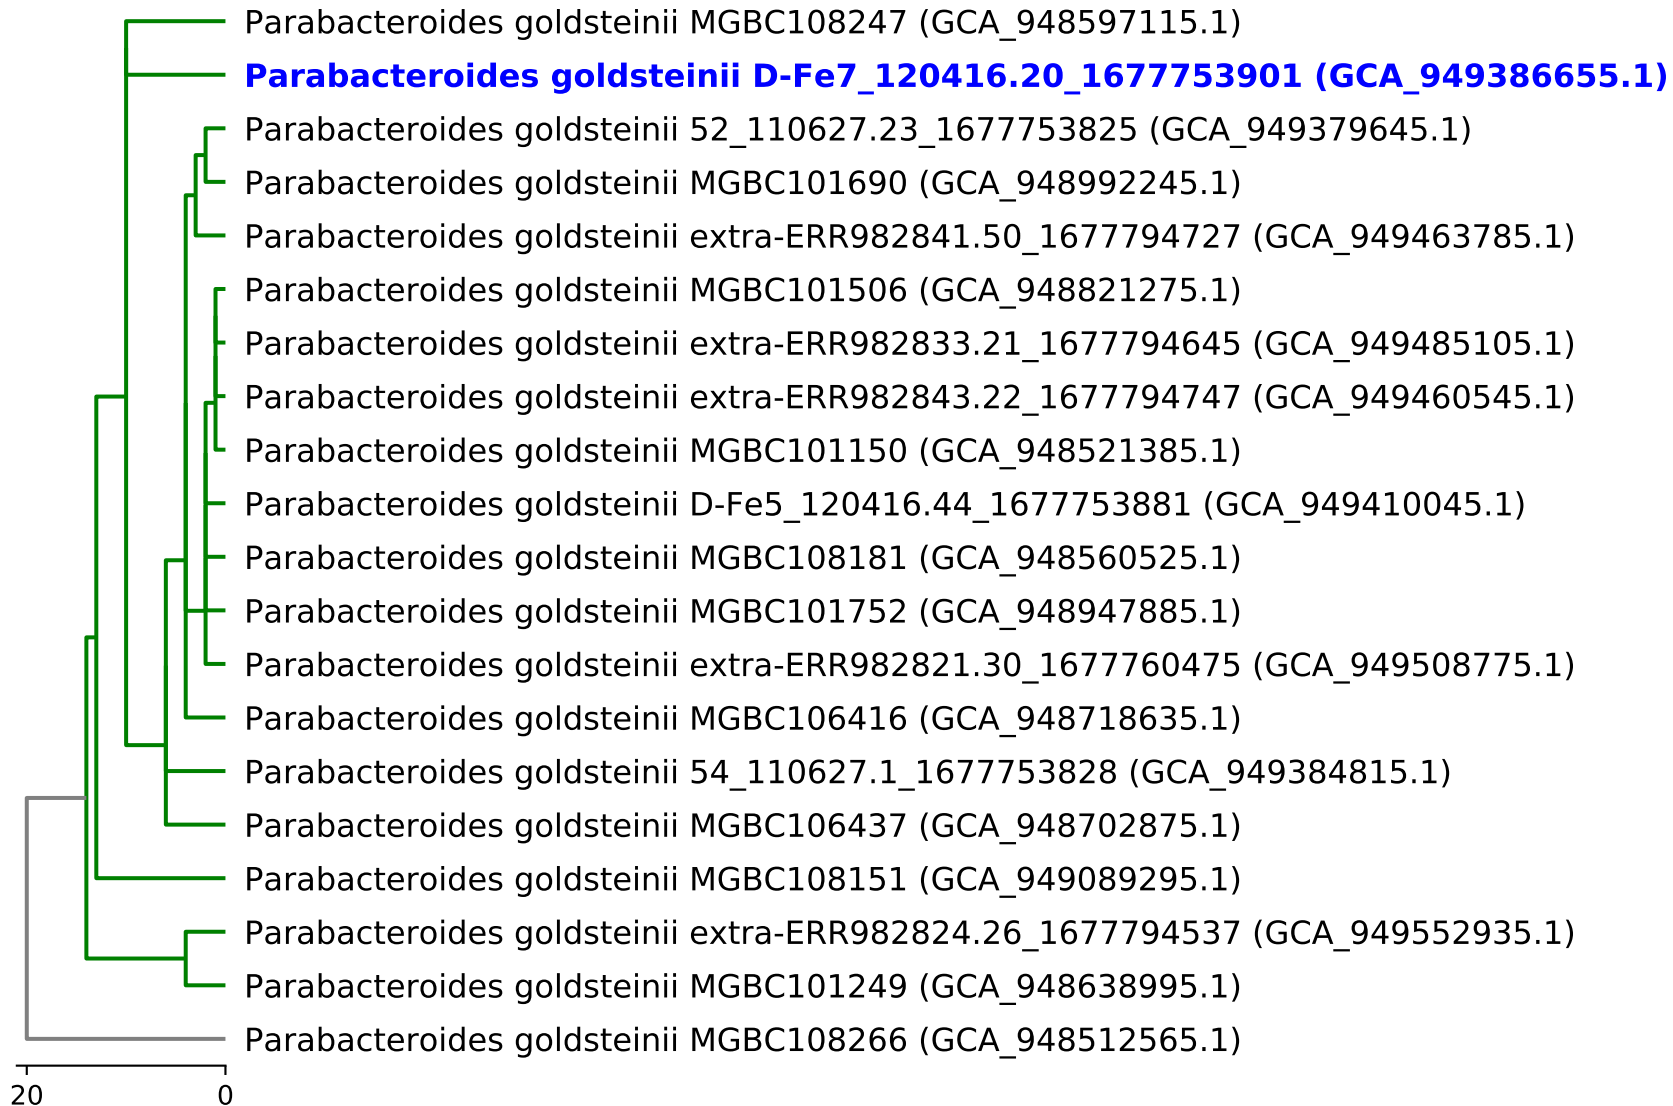 Parabacteroides goldsteinii MGBC108247 (GCA_948597115.1)
Parabacteroides goldsteinii D-Fe7_120416.20_1677753901 (GCA_949386655.1)
Parabacteroides goldsteinii 52_110627.23_1677753825 (GCA_949379645.1)
Parabacteroides goldsteinii MGBC101690 (GCA_948992245.1)
Parabacteroides goldsteinii extra-ERR982841.50_1677794727 (GCA_949463785.1)
Parabacteroides goldsteinii MGBC101506 (GCA_948821275.1)
Parabacteroides goldsteinii extra-ERR982833.21_1677794645 (GCA_949485105.1)
Parabacteroides goldsteinii extra-ERR982843.22_1677794747 (GCA_949460545.1)
Parabacteroides goldsteinii MGBC101150 (GCA_948521385.1)
Parabacteroides goldsteinii D-Fe5_120416.44_1677753881 (GCA_949410045.1)
Parabacteroides goldsteinii MGBC108181 (GCA_948560525.1)
Parabacteroides goldsteinii MGBC101752 (GCA_948947885.1)
Parabacteroides goldsteinii extra-ERR982821.30_1677760475 (GCA_949508775.1)
Parabacteroides goldsteinii MGBC106416 (GCA_948718635.1)
Parabacteroides goldsteinii 54_110627.1_1677753828 (GCA_949384815.1)
Parabacteroides goldsteinii MGBC106437 (GCA_948702875.1)
Parabacteroides goldsteinii MGBC108151 (GCA_949089295.1)
Parabacteroides goldsteinii extra-ERR982824.26_1677794537 (GCA_949552935.1)
Parabacteroides goldsteinii MGBC101249 (GCA_948638995.1)
Parabacteroides goldsteinii MGBC108266 (GCA_948512565.1)
20 0